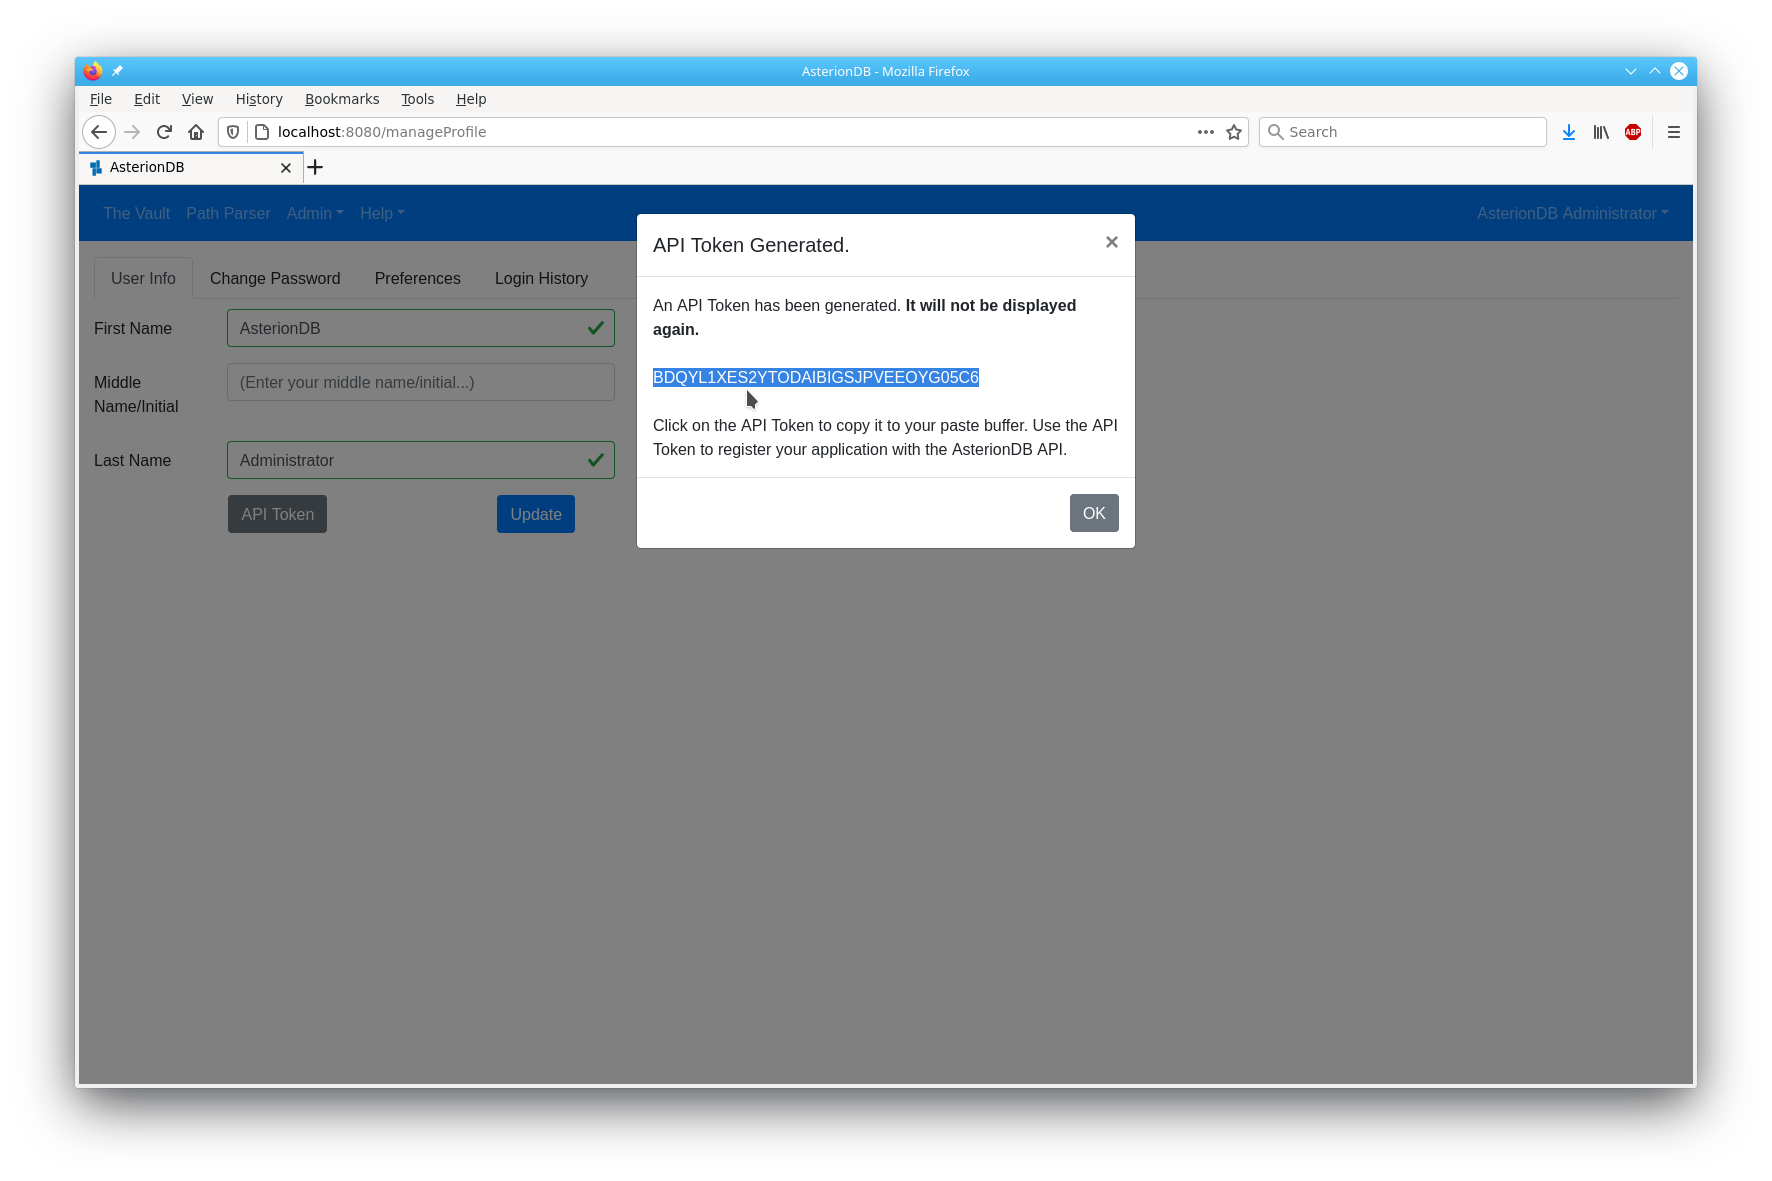 AsterionDB - Mozilla Firefox
File Edit View History Bookmarks Tools Help
localhost:8080/manageProfile
Search
ABP
AsterionDB
The Vault Path Parser Admin Help AsterionDB Administrator
API Token Generated.
User Info Change Password Preferences Login History
An API Token has been generated. It will not be displayed
again.
First Name AsterionDB
BDQYL1XES2YTODAIBIGSJPVEEOYG05C6
Middle
Name/Initial
(Enter your middle name/initial...)
Click on the API Token to copy it to your paste buffer. Use the API
Token to register your application with the AsterionDB API.
Last Name Administrator
API Token Update
OK